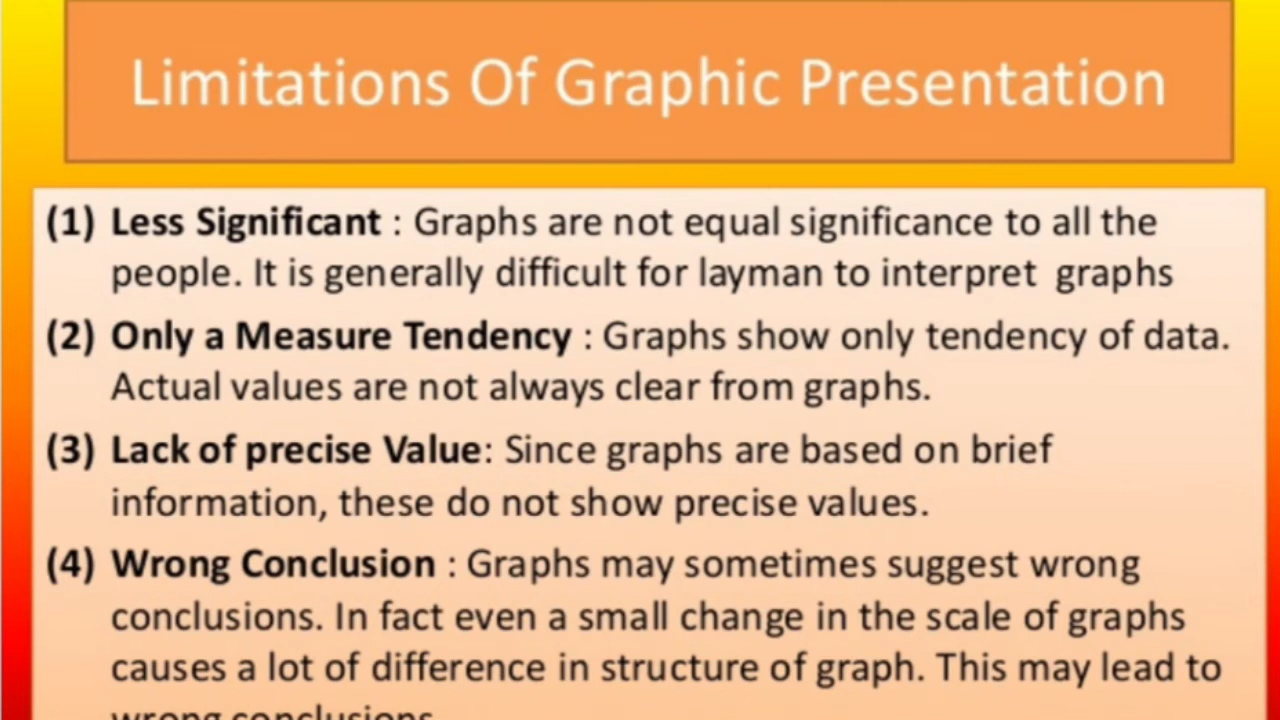 Limitations Of Graphic Presentation
(1) Less Significant : Graphs are not equal significance to all the
people. It is generally difficult for layman to interpret graphs
(2) Only a Measure Tendency : Graphs show only tendency of data.
Actual values are not always clear from graphs.
(3) Lack of precise Value: Since graphs are based on brief
information, these do not show precise values.
(4) Wrong Conclusion : Graphs may sometimes suggest wrong
conclusions. In fact even a small change in the scale of graphs
causes a lot of difference in structure of graph. This may lead to
wrong conclusions.